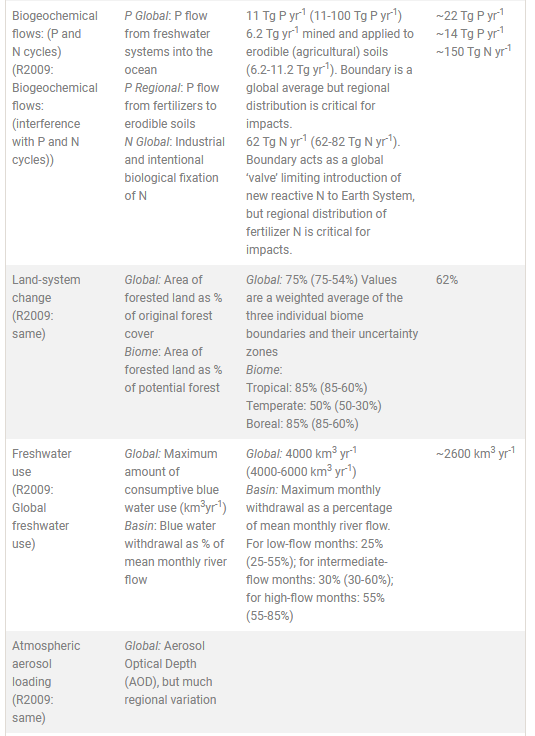 Biogeochemical
flows: (P and
N cycles)
(R2009:
Biogeochemical
flows:
(interference
with P and N
cycles))
P Global: P flow
from freshwater
systems into the
ocean
P Regional: P flow
from fertilizers to
erodible soils
N Global: Industrial
and intentional
biological fixation
of N
11 Tg P yr⁻¹ (11-100 Tg P yr⁻¹)
6.2 Tg yr⁻¹ mined and applied to
erodible (agricultural) soils
(6.2-11.2 Tg yr⁻¹). Boundary is a
global average but regional
distribution is critical for
impacts.
62 Tg N yr⁻¹ (62-82 Tg N yr⁻¹).
Boundary acts as a global
‘valve’ limiting introduction of
new reactive N to Earth System,
but regional distribution of
fertilizer N is critical for
impacts.
~22 Tg P yr⁻¹
~14 Tg P yr⁻¹
~150 Tg N yr⁻¹
Land-system
change
(R2009:
same)
Global: Area of
forested land as %
of original forest
cover
Biome: Area of
forested land as %
of potential forest
Global: 75% (75-54%) Values
are a weighted average of the
three individual biome
boundaries and their uncertainty
zones
Biome:
Tropical: 85% (85-60%)
Temperate: 50% (50-30%)
Boreal: 85% (85-60%)
62%
Freshwater
use
(R2009:
Global
freshwater
use)
Global: Maximum
amount of
consumptive blue
water use (km³yr⁻¹)
Basin: Blue water
withdrawal as % of
mean monthly river
flow
Global: 4000 km³ yr⁻¹
(4000-6000 km³ yr⁻¹)
Basin: Maximum monthly
withdrawal as a percentage
of mean monthly river flow.
For low-flow months: 25%
(25-55%); for intermediate-
flow months: 30% (30-60%);
for high-flow months: 55%
(55-85%)
~2600 km³ yr⁻¹
Atmospheric
aerosol
loading
(R2009:
same)
Global: Aerosol
Optical Depth
(AOD), but much
regional variation